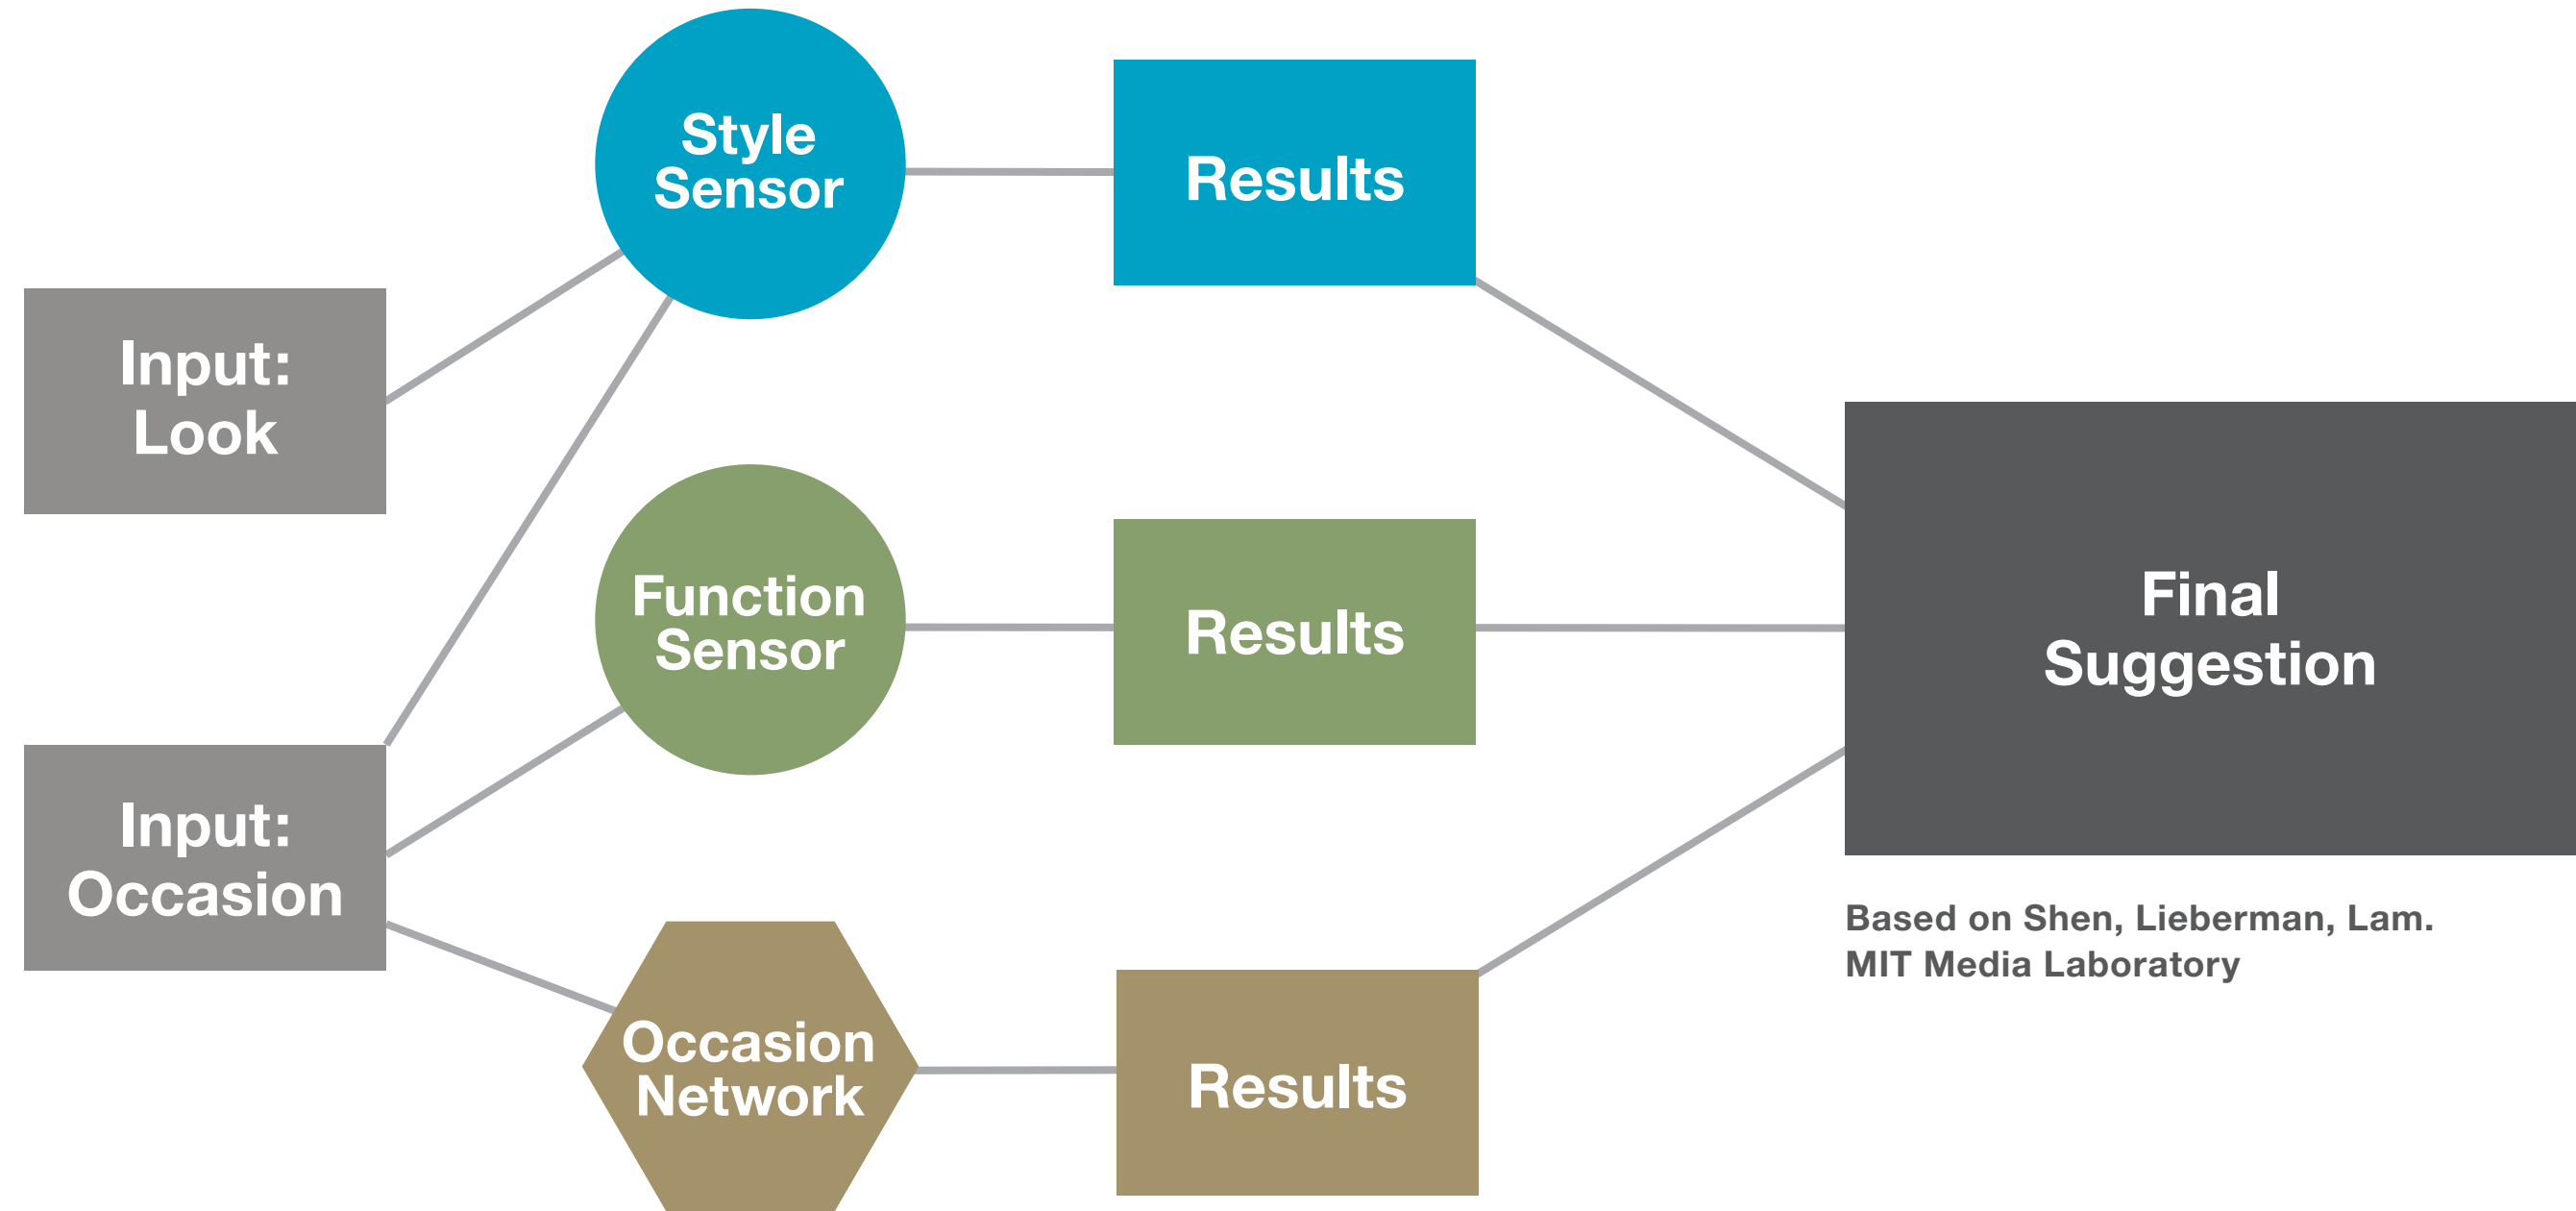 Style
Sensor
Results
Input:
Look
Function
Sensor
Results
Final
Suggestion
Input:
Occasion
Occasion
Network
Results
Based on Shen, Lieberman, Lam.
MIT Media Laboratory